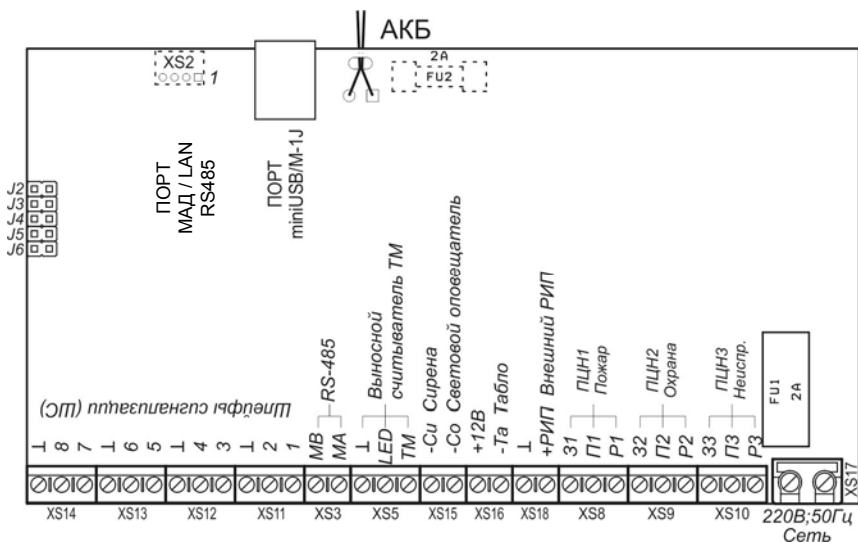 АКБ
XS2
1
2A
FU2
ПОРТ
МАД / LAN
RS485
ПОРТ
miniUSB/M-1J
J2
J3
J4
J5
J6
Шлейфы сигнализации (ШС)
RS-485
Выносной
считыватель ТМ
-Си Сирена
-Со Световой оповещатель
+12В
-Та Табло
+РИП Внешний РИП
ПЦН1
Пожар
ПЦН2
Охрана
ПЦН3
Неиспр.
FU1
2A
⊥ 8 7 ⊥ 6 5 ⊥ 4 3 ⊥ 2 1 MB MA ⊥ LED TM ⊥ З1 П1 Р1 З2 П2 Р2 З3 П3 Р3
XS17
XS14 XS13 XS12 XS11 XS3 XS5 XS15 XS16 XS18 XS8 XS9 XS10
220В;50Гц
Сеть